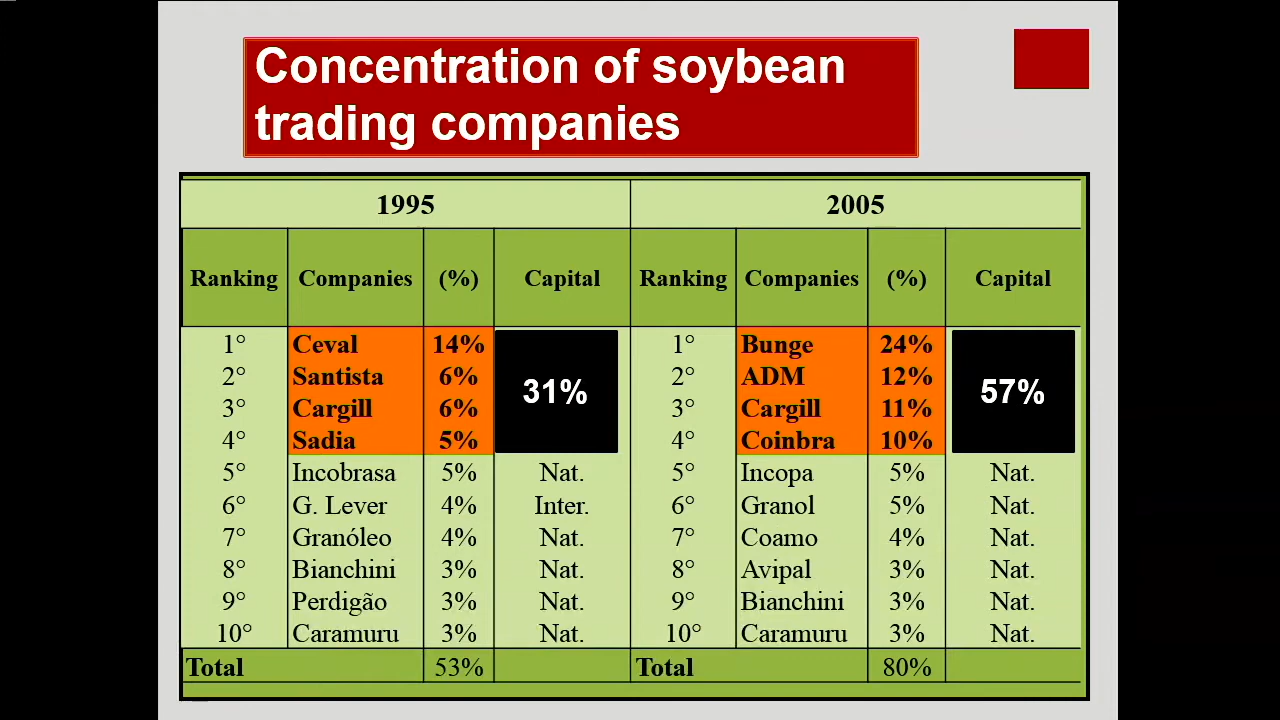 Concentration of soybean
trading companies
1995 2005
Ranking Companies (%) Capital Ranking Companies (%) Capital
1° Ceval 14% 1° Bunge 24%
2° Santista 6% 2° ADM 12%
31% 57%
3° Cargill 6% 3° Cargill 11%
4° Sadia 5% 4° Coinbra 10%
5° Incobrasa 5% Nat. 5° Incopa 5% Nat.
6° G. Lever 4% Inter. 6° Granol 5% Nat.
7° Granóleo 4% Nat. 7° Coamo 4% Nat.
8° Bianchini 3% Nat. 8° Avipal 3% Nat.
9° Perdigão 3% Nat. 9° Bianchini 3% Nat.
10° Caramuru 3% Nat. 10° Caramuru 3% Nat.
Total 53% Total 80%